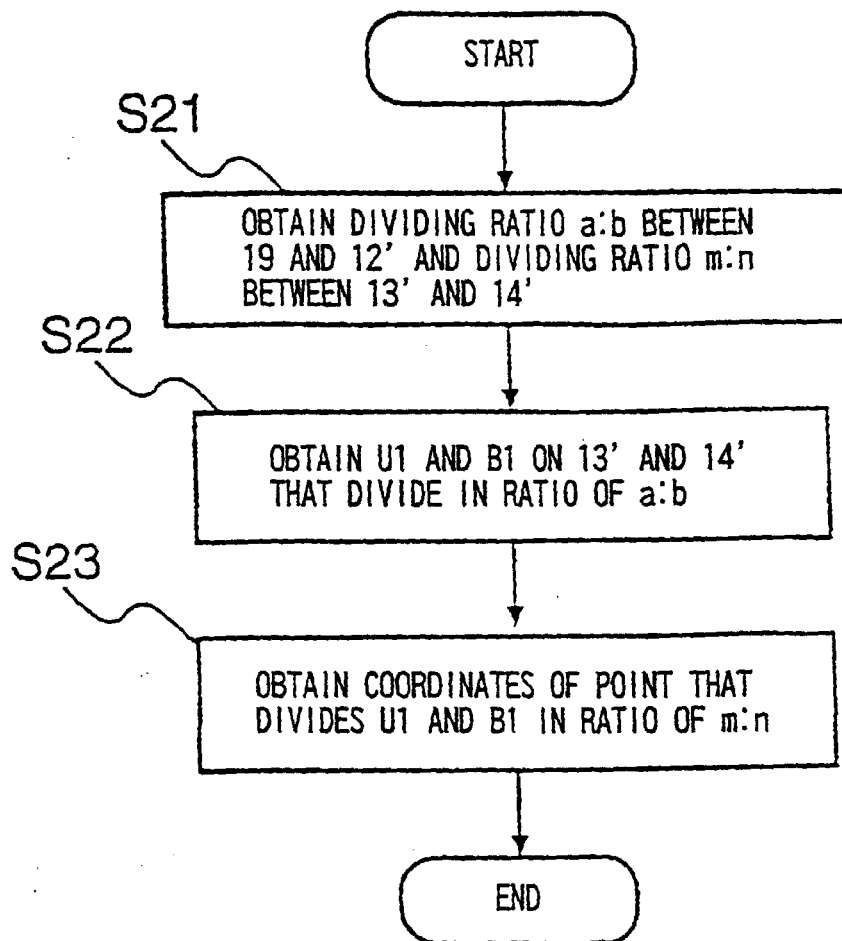 START
S21
OBTAIN DIVIDING RATIO a:b BETWEEN
19 AND 12' AND DIVIDING RATIO m:n
BETWEEN 13' AND 14'
S22
OBTAIN U1 AND B1 ON 13' AND 14'
THAT DIVIDE IN RATIO OF a:b
S23
OBTAIN COORDINATES OF POINT THAT
DIVIDES U1 AND B1 IN RATIO OF m:n
END